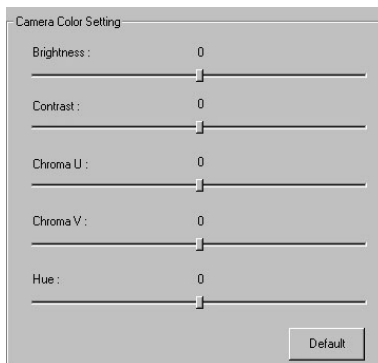 Camera Color Setting
Brightness : 0
Contrast : 0
Chroma U : 0
Chroma V : 0
Hue : 0
Default